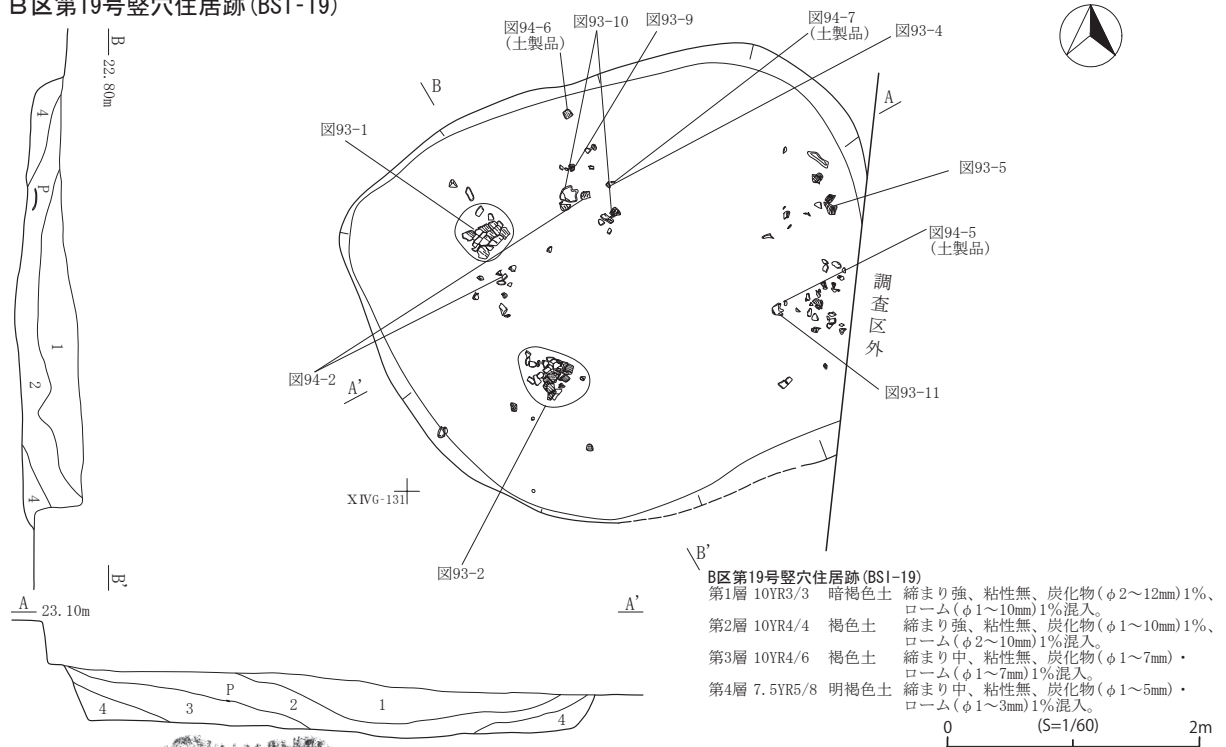 B区第19号竪穴住居跡(BSI-19)
B
22.80m
4
P
1
2
4
B'
図94-6
(土製品)
図93-10
図93-9
図94-7
(土製品)
図93-4
B
A
図93-1
図93-5
図94-5
(土製品)
調査区外
図94-2
A'
図93-11
XIVG-131
図93-2
B'
A 23.10m
A'
P
4
3
2
1
4
B区第19号竪穴住居跡(BSI-19)
第1層 10YR3/3 暗褐色土 締まり強、粘性無、炭化物(φ2～12mm)1%、
ローム(φ1～10mm)1%混入。
第2層 10YR4/4 褐色土 締まり強、粘性無、炭化物(φ1～10mm)1%、
ローム(φ2～10mm)1%混入。
第3層 10YR4/6 褐色土 締まり中、粘性無、炭化物(φ1～7mm)・
ローム(φ1～7mm)1%混入。
第4層 7.5YR5/8 明褐色土 締まり中、粘性無、炭化物(φ1～5mm)・
ローム(φ1～3mm)1%混入。
0 (S=1/60) 2m